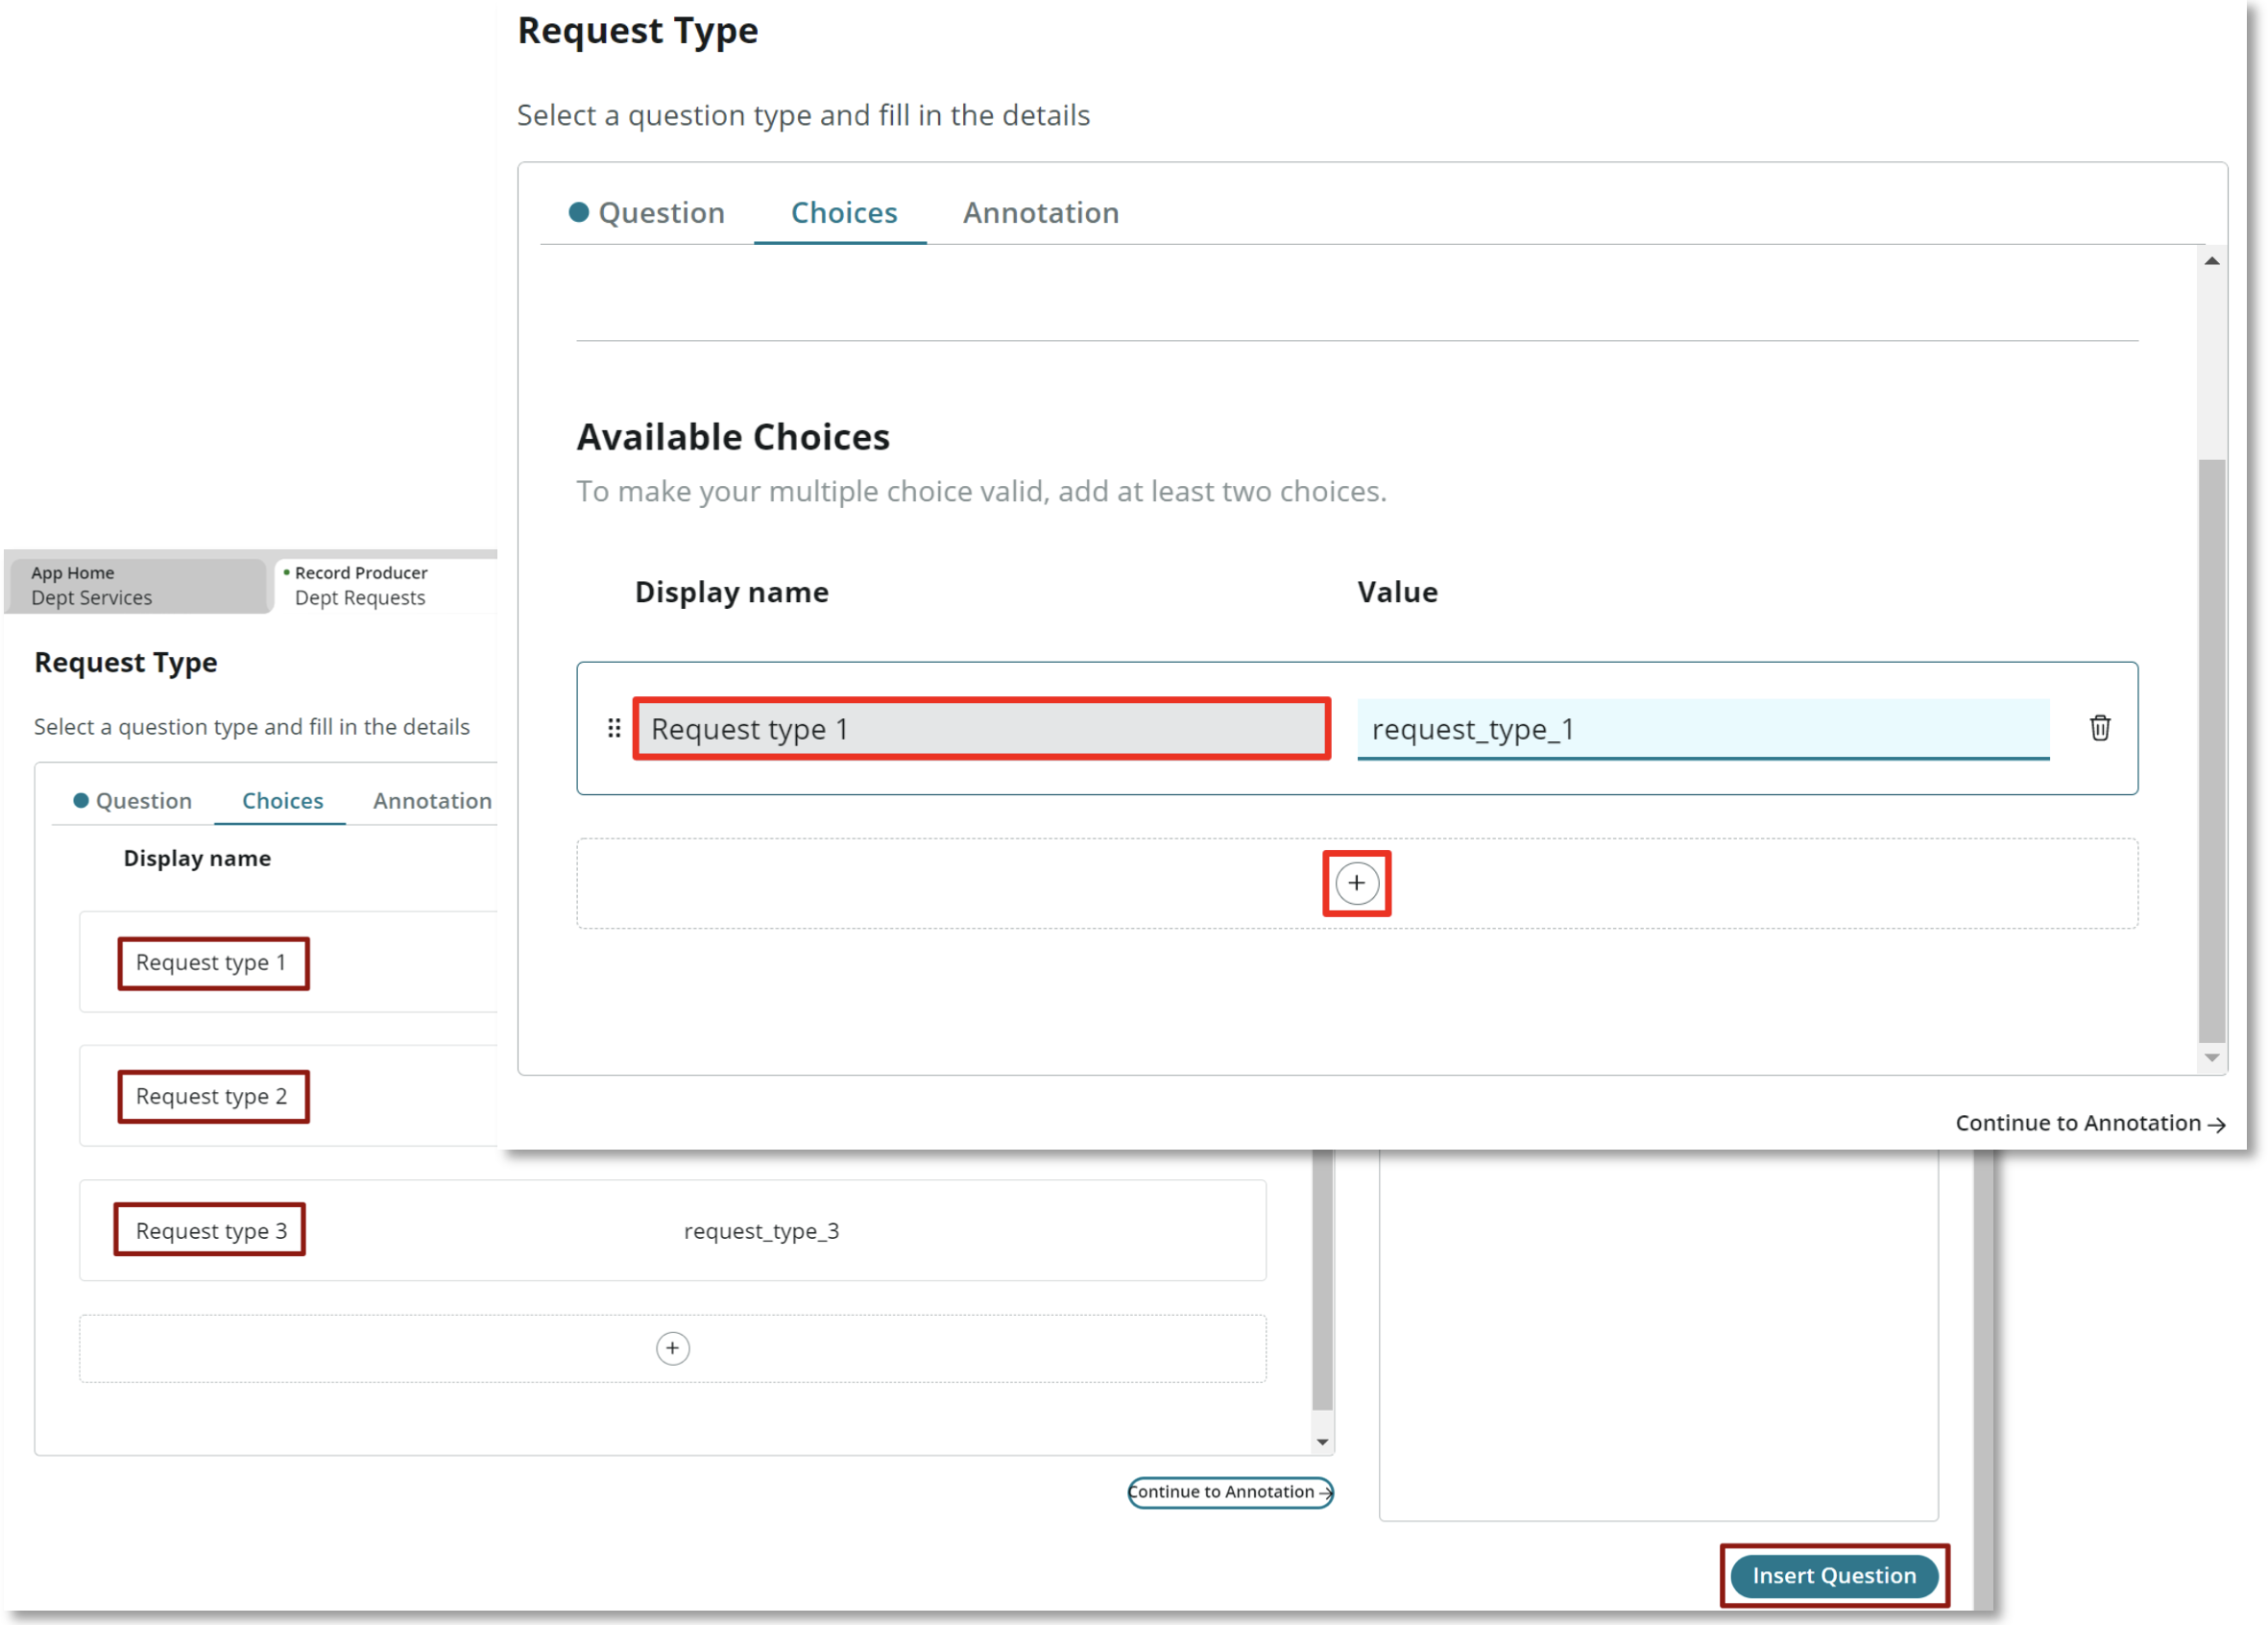 Request Type
Select a question type and fill in the details
Question Choices Annotation
Available Choices
To make your multiple choice valid, add at least two choices.
Display name Value
Request type 1 request_type_1
Continue to Annotation
App Home
Dept Services
Record Producer
Dept Requests
Request Type
Select a question type and fill in the details
Question Choices Annotation
Display name
Request type 1
Request type 2
Request type 3 request_type_3
Continue to Annotation
Insert Question